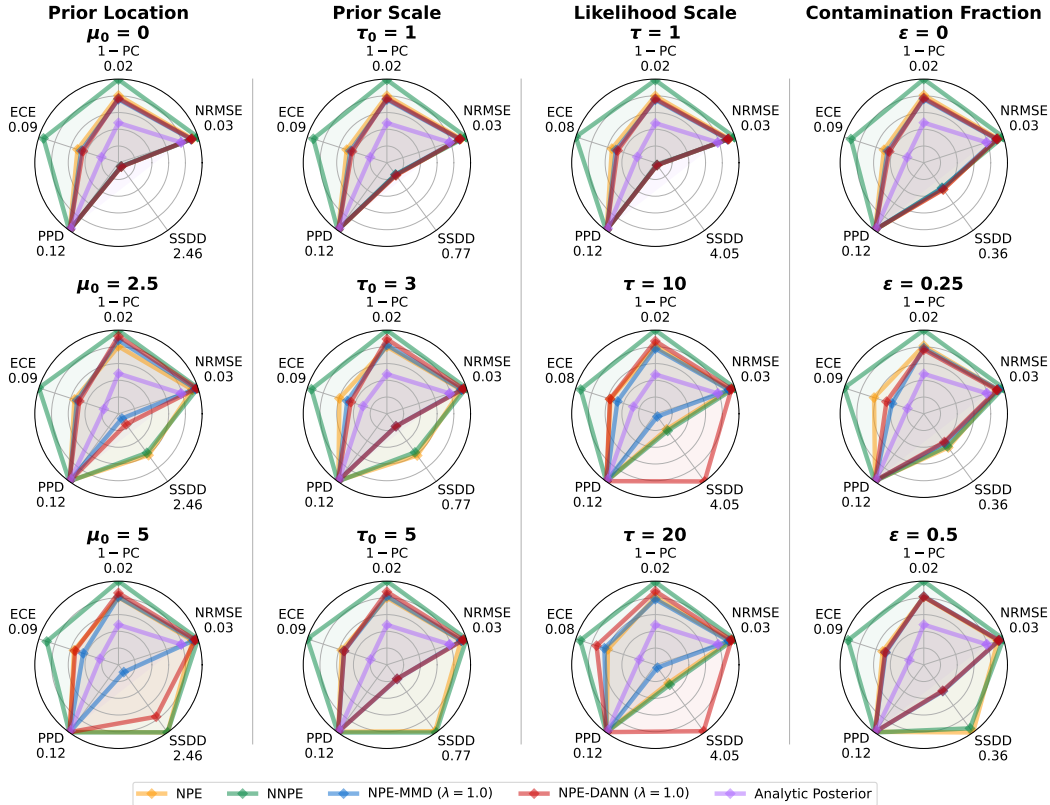 Prior Location
Prior Scale
Likelihood Scale
Contamination Fraction
μ₀ = 0
1 − PC
0.02
ECE
0.09
NRMSE
0.03
PPD
0.12
SSDD
2.46
τ₀ = 1
1 − PC
0.02
ECE
0.09
NRMSE
0.03
PPD
0.12
SSDD
0.77
τ = 1
1 − PC
0.02
ECE
0.08
NRMSE
0.03
PPD
0.12
SSDD
4.05
ε = 0
1 − PC
0.02
ECE
0.09
NRMSE
0.03
PPD
0.12
SSDD
0.36
μ₀ = 2.5
1 − PC
0.02
ECE
0.09
NRMSE
0.03
PPD
0.12
SSDD
2.46
τ₀ = 3
1 − PC
0.02
ECE
0.09
NRMSE
0.03
PPD
0.12
SSDD
0.77
τ = 10
1 − PC
0.02
ECE
0.08
NRMSE
0.03
PPD
0.12
SSDD
4.05
ε = 0.25
1 − PC
0.02
ECE
0.09
NRMSE
0.03
PPD
0.12
SSDD
0.36
μ₀ = 5
1 − PC
0.02
ECE
0.09
NRMSE
0.03
PPD
0.12
SSDD
2.46
τ₀ = 5
1 − PC
0.02
ECE
0.09
NRMSE
0.03
PPD
0.12
SSDD
0.77
τ = 20
1 − PC
0.02
ECE
0.08
NRMSE
0.03
PPD
0.12
SSDD
4.05
ε = 0.5
1 − PC
0.02
ECE
0.09
NRMSE
0.03
PPD
0.12
SSDD
0.36
NPE NNPE NPE-MMD (λ = 1.0) NPE-DANN (λ = 1.0) Analytic Posterior